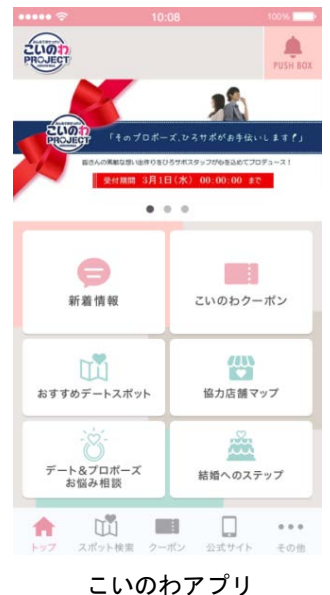 10:08
100%
こいのわ
PROJECT
PUSH BOX
こいのわ
PROJECT
「そのプロポーズ、ひろサポがお手伝いします!」
皆さんの素敵な想い出作りをひろサポスタッフが心を込めてプロデュース!
受付期間 3月1日(水) 00:00:00 まで
新着情報
こいのわクーポン
おすすめデートスポット
協力店舗マップ
デート&プロポーズ
お悩み相談
結婚へのステップ
トップ
スポット検索
クーポン
公式サイト
その他
こいのわアプリ